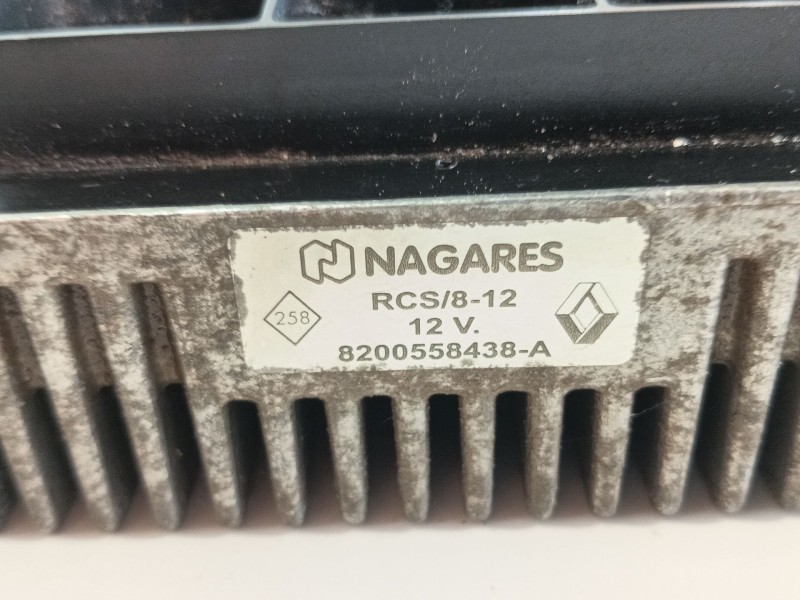 NAGARES
RCS/8-12
258
12 V.
8200558438-A